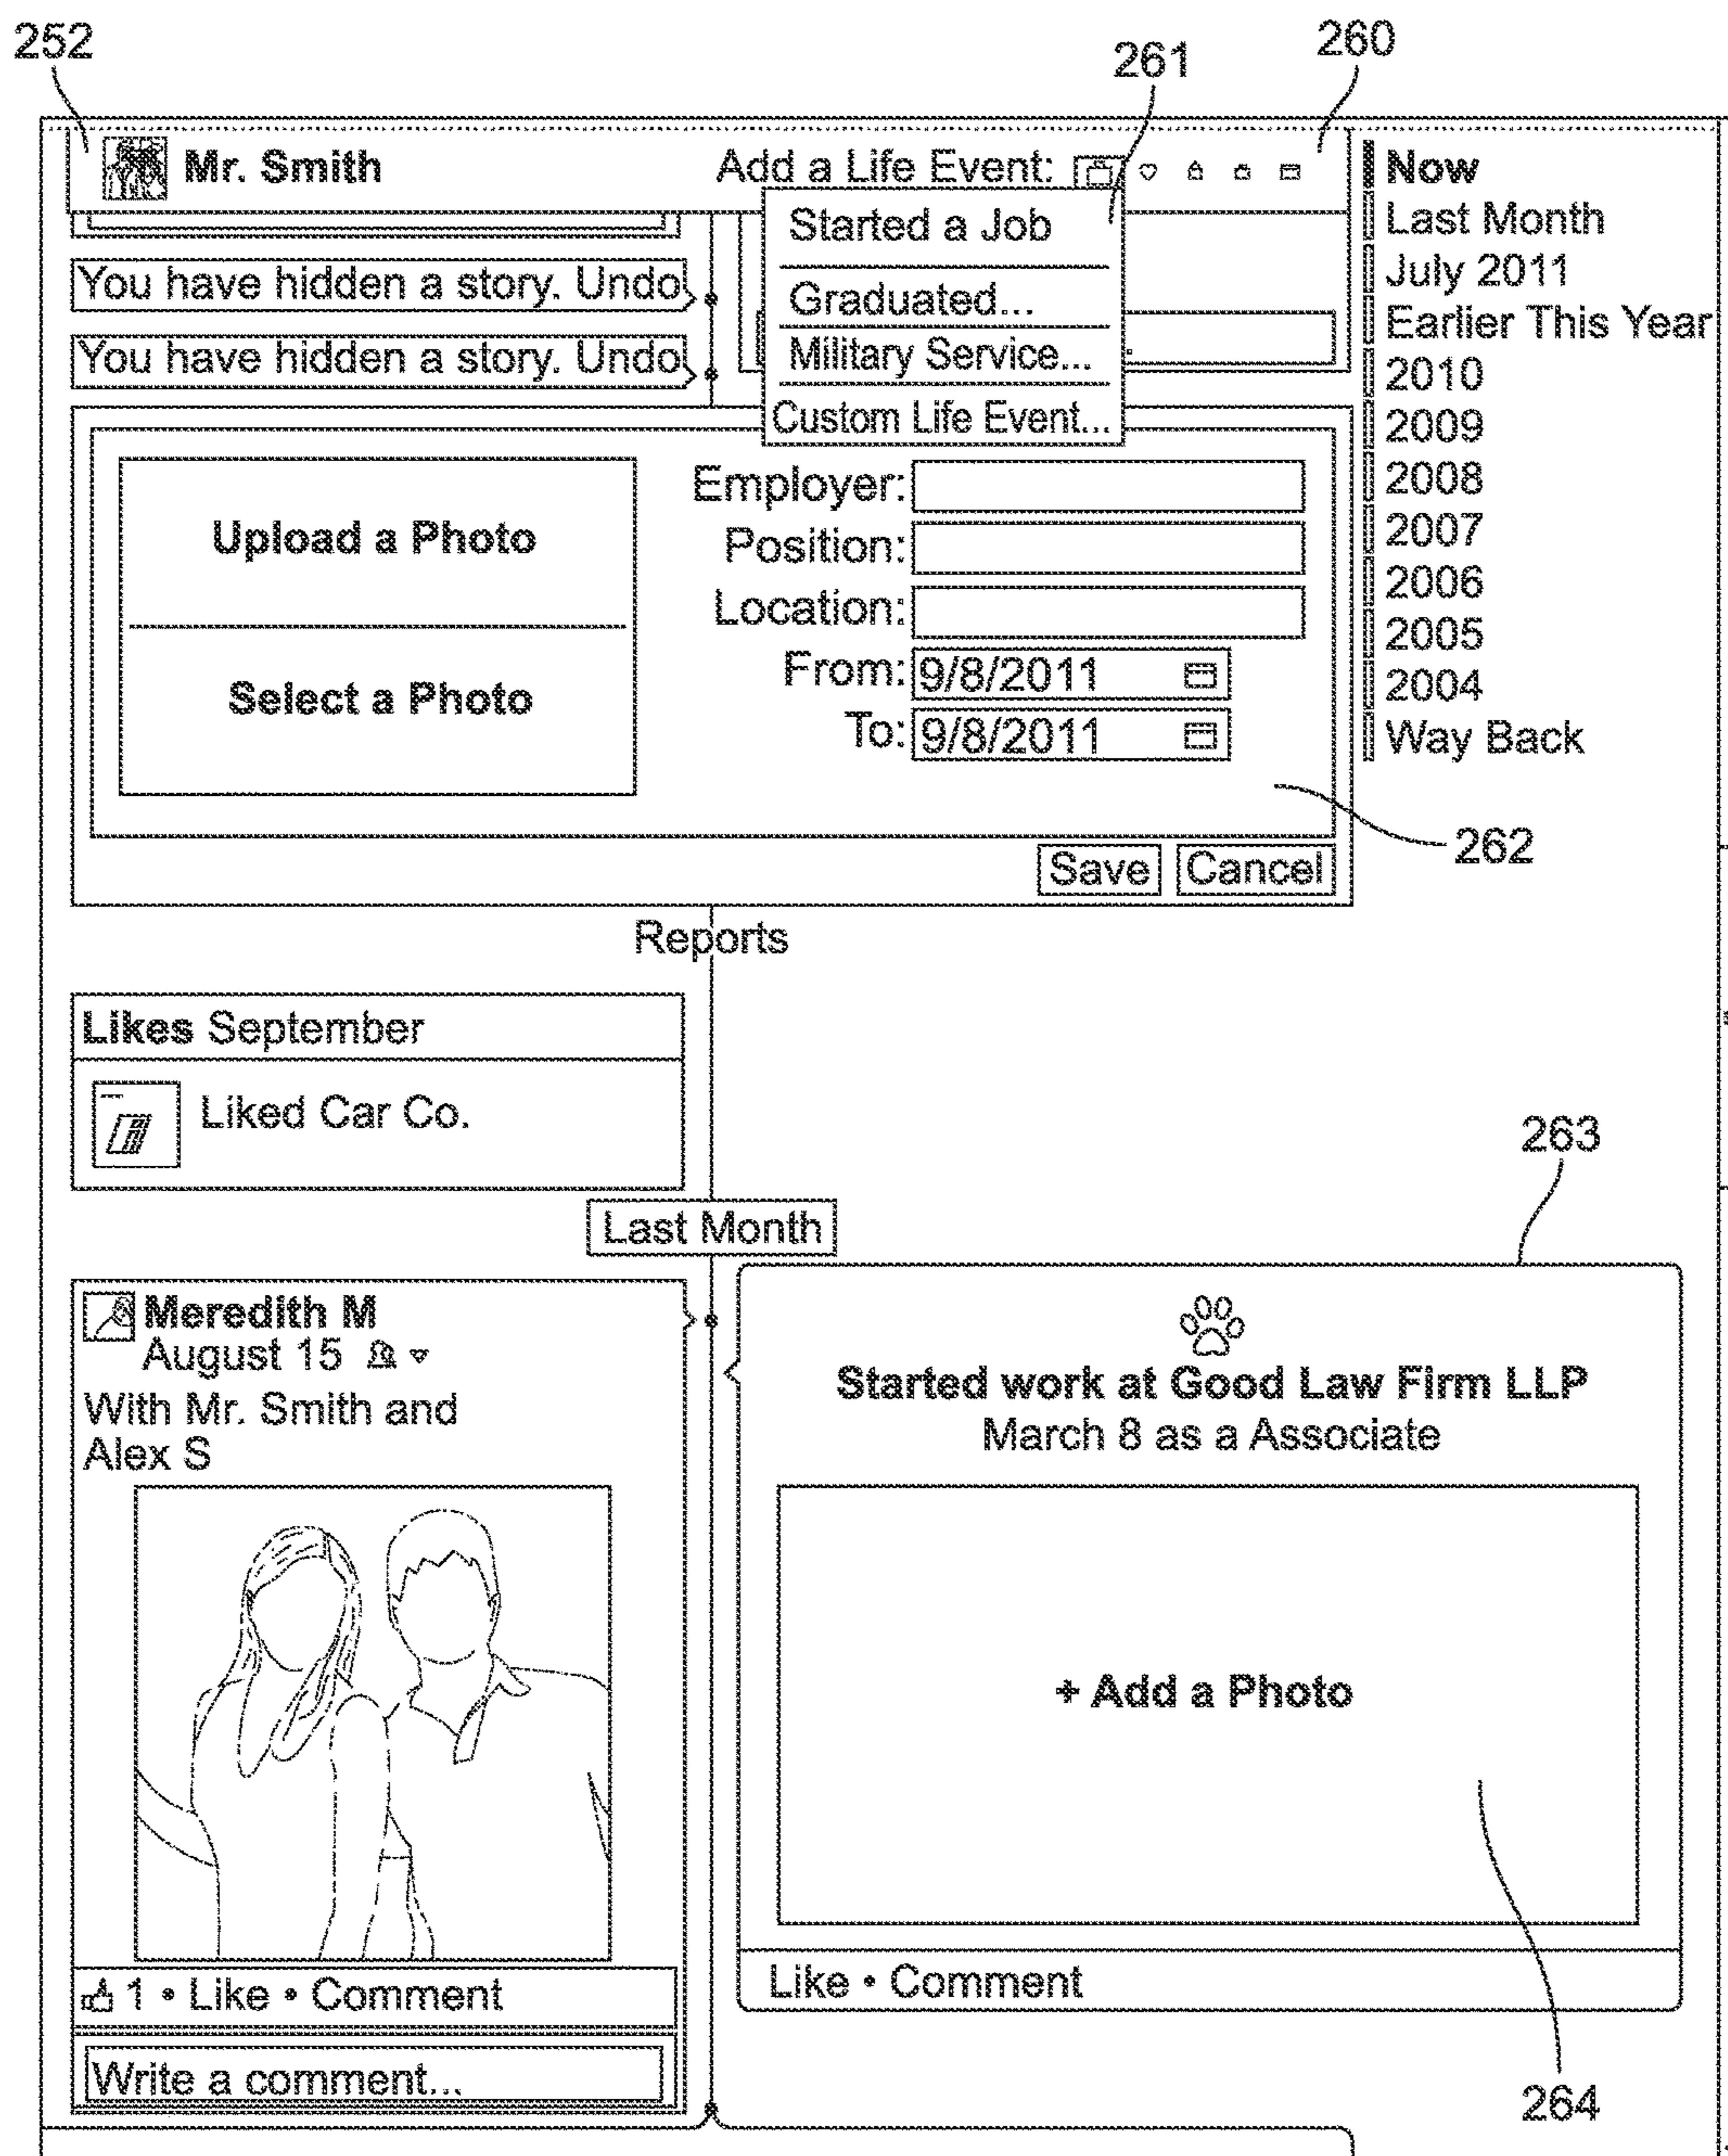 252
261
260
Mr. Smith
Add a Life Event:
Started a Job
Graduated...
Military Service...
Custom Life Event...
Now
Last Month
July 2011
Earlier This Year
2010
2009
2008
2007
2006
2005
2004
Way Back
You have hidden a story. Undo
You have hidden a story. Undo
Upload a Photo
Select a Photo
Employer:
Position:
Location:
From: 9/8/2011
To: 9/8/2011
262
Save Cancel
Reports
Likes September
Liked Car Co.
263
Last Month
Meredith M
August 15
With Mr. Smith and
Alex S
1 • Like • Comment
Write a comment...
Started work at Good Law Firm LLP
March 8 as a Associate
+ Add a Photo
Like • Comment
264